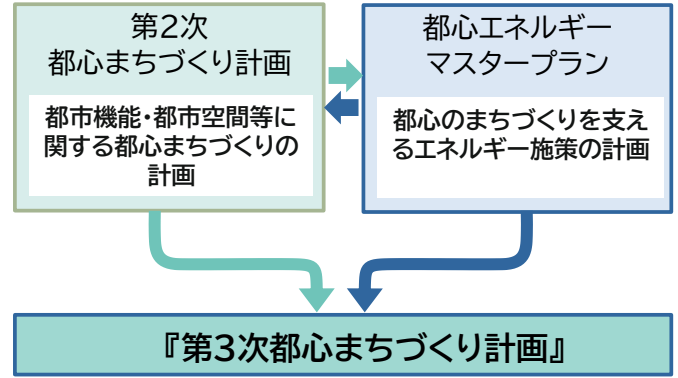 第2次
都心まちづくり計画
都市機能・都市空間等に
関する都心まちづくりの
計画
都心エネルギー
マスタープラン
都心のまちづくりを支え
るエネルギー施策の計画
『第3次都心まちづくり計画』